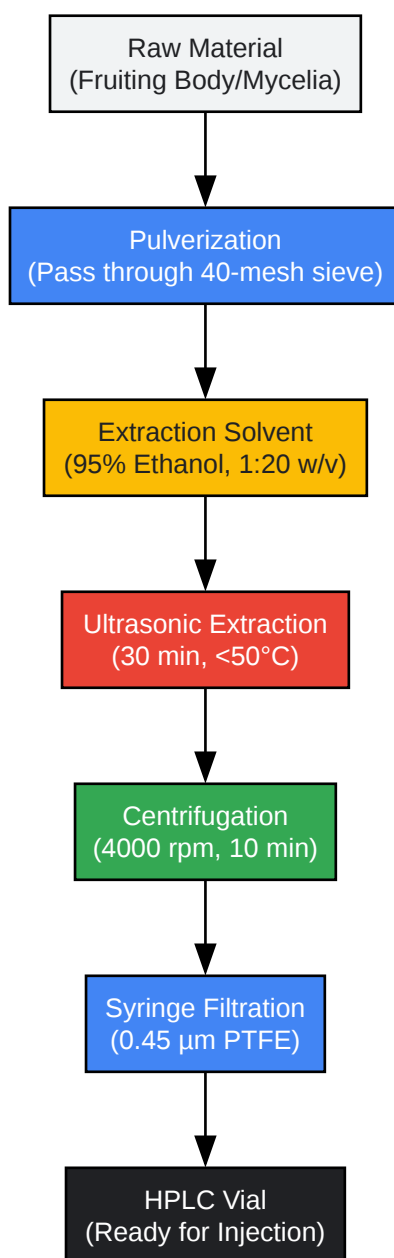 Raw Material
(Fruiting Body/Mycelia)
Pulverization
(Pass through 40-mesh sieve)
Extraction Solvent
(95% Ethanol, 1:20 w/v)
Ultrasonic Extraction
(30 min, <50°C)
Centrifugation
(4000 rpm, 10 min)
Syringe Filtration
(0.45 µm PTFE)
HPLC Vial
(Ready for Injection)